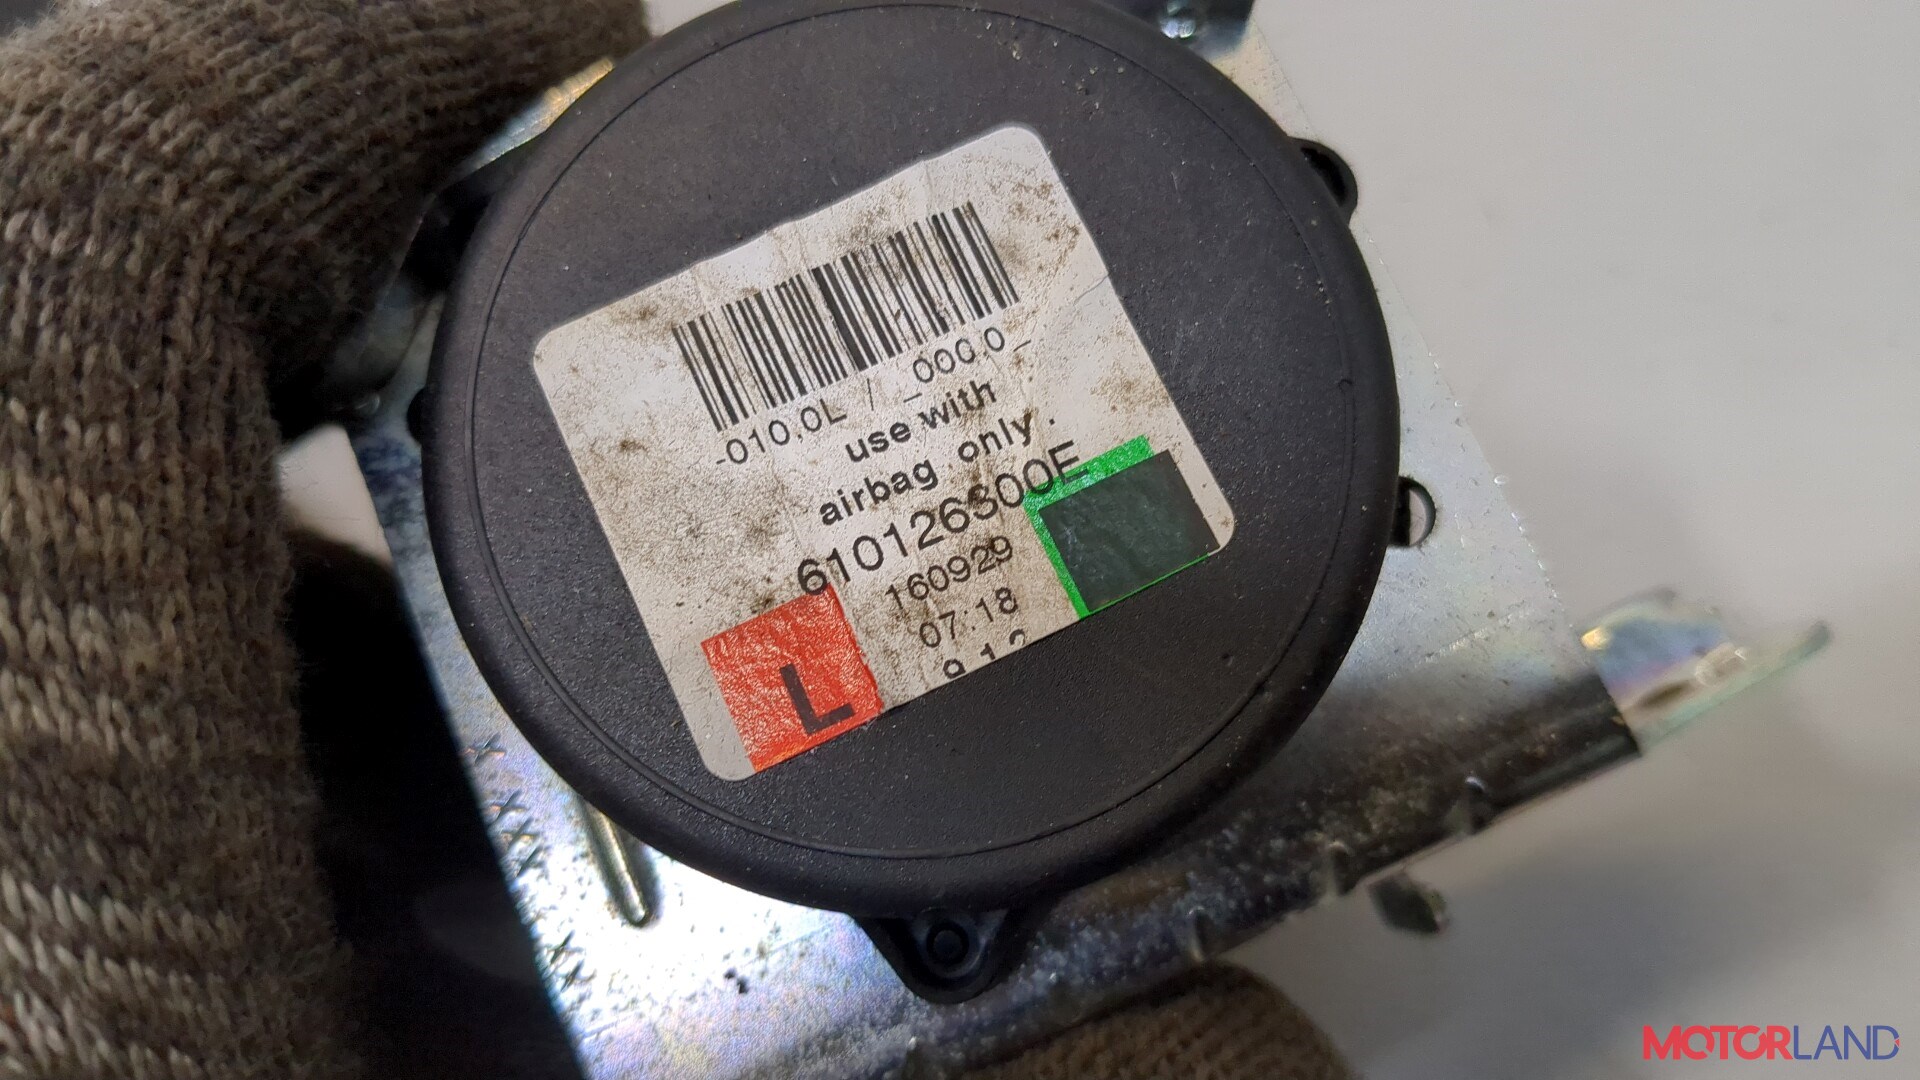 -010.0L / _000.0_
use with
airbag only.
610126300E
160929
07:18
L
MOTORLAND